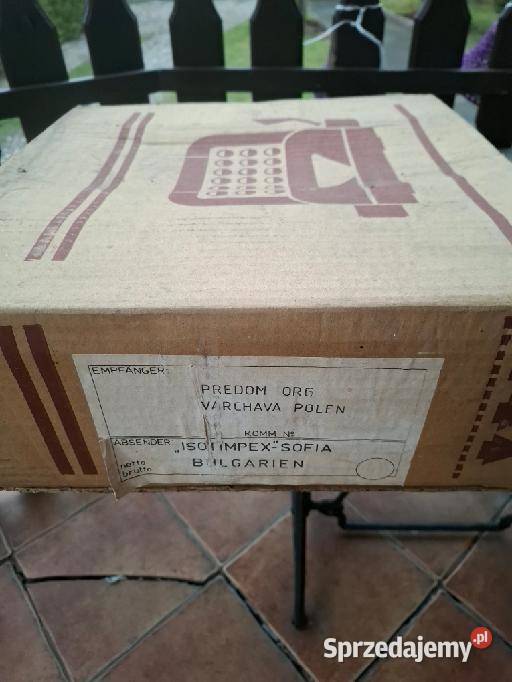 EMPFÄNGER:
PREDOM ORG
VARCHAVA POLEN
KOMM Nº
ABSENDER „ISOTIMPEX"-SOFIA
BULGARIEN
netto
brutto
Sprzedajemy.pl